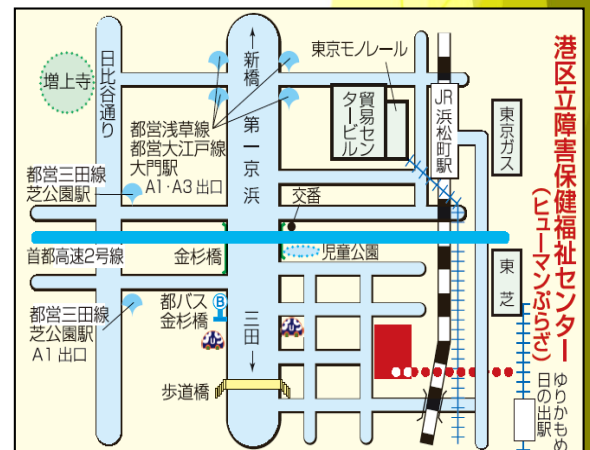 港区立障害保健福祉センター
(ヒューマンぷらざ)
東京ガス
東芝
ゆりかもめ
日の出駅
JR浜松町駅
東京モノレール
貿易セン
タービル
新橋
第一京浜
三田
交番
児童公園
日比谷通り
増上寺
都営浅草線
都営大江戸線
大門駅
A1・A3出口
都営三田線
芝公園駅
首都高速2号線
金杉橋
都営三田線
芝公園駅
A1出口
都バス
金杉橋
B
歩道橋